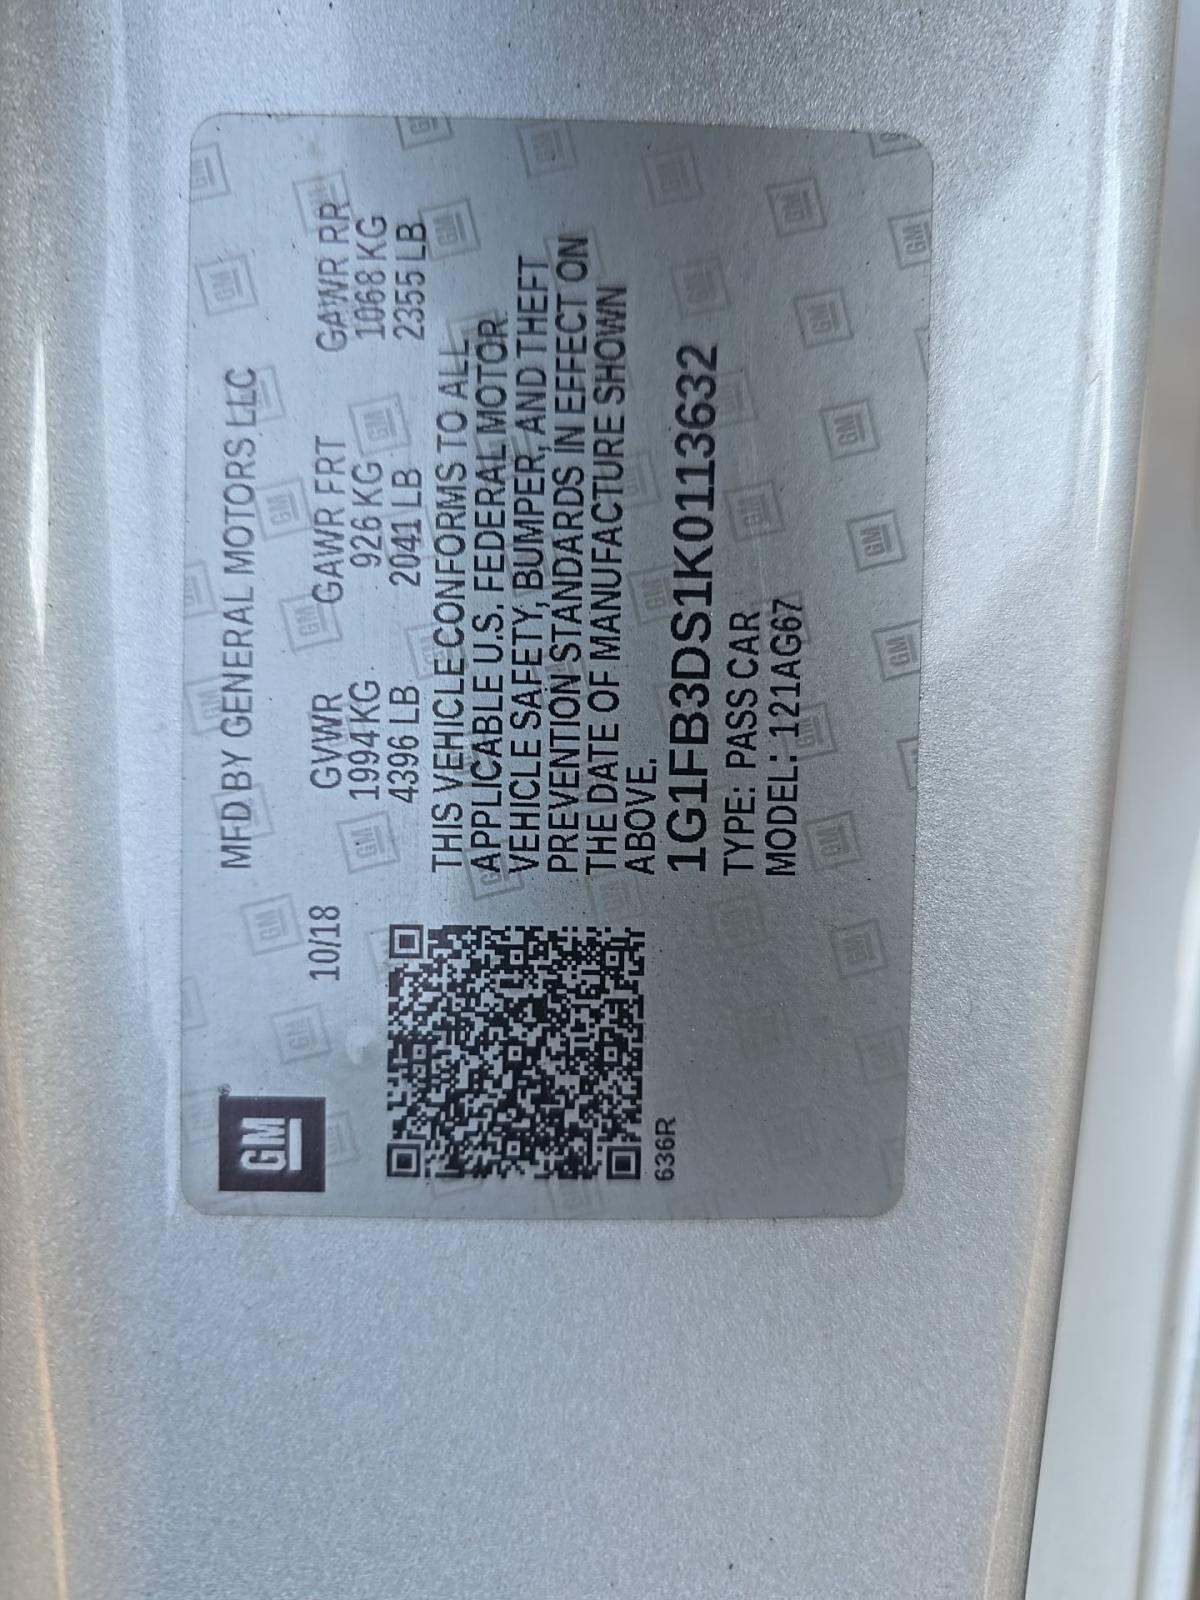 GM
MFD BY GENERAL MOTORS LLC
10/18
GVWR GAWR FRT GAWR RR
1994KG 926 KG 1068 KG
4396 LB 2041 LB 2355 LB
THIS VEHICLE CONFORMS TO ALL
APPLICABLE U.S. FEDERAL MOTOR
VEHICLE SAFETY, BUMPER, AND THEFT
PREVENTION STANDARDS IN EFFECT ON
THE DATE OF MANUFACTURE SHOWN
ABOVE.
636R
1G1FB3DS1K0113632
TYPE: PASS CAR
MODEL: 121AG67